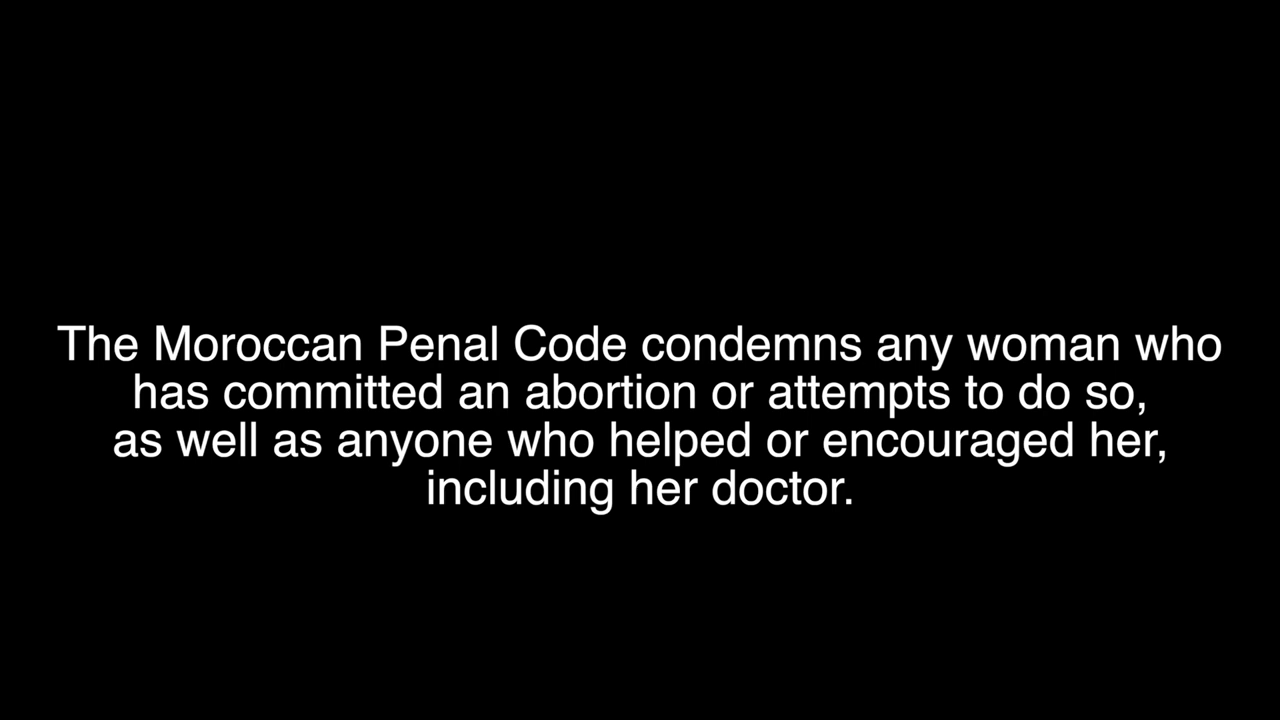 The Moroccan Penal Code condemns any woman who
has committed an abortion or attempts to do so,
as well as anyone who helped or encouraged her,
including her doctor.